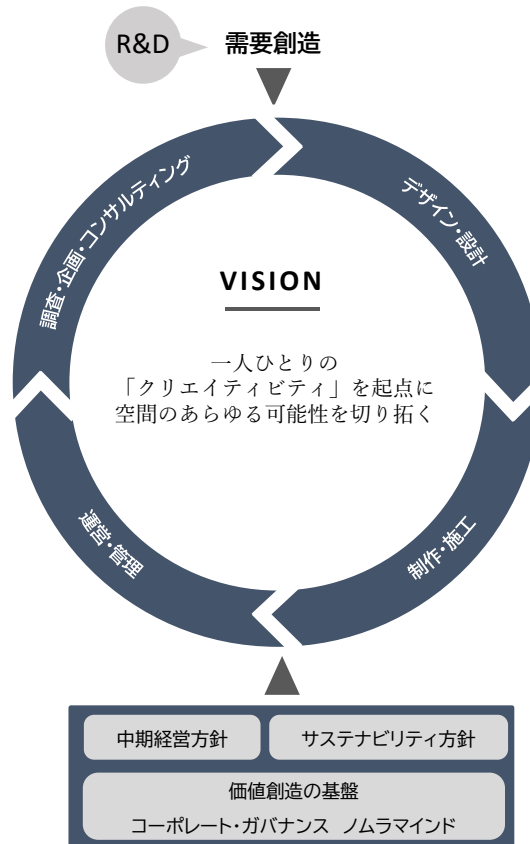 R&D
需要創造
調査・企画・コンサルティング
デザイン・設計
VISION
一人ひとりの
「クリエイティビティ」を起点に
空間のあらゆる可能性を切り拓く
運営・管理
制作・施工
中期経営方針
サステナビリティ方針
価値創造の基盤
コーポレート・ガバナンス ノムラマインド